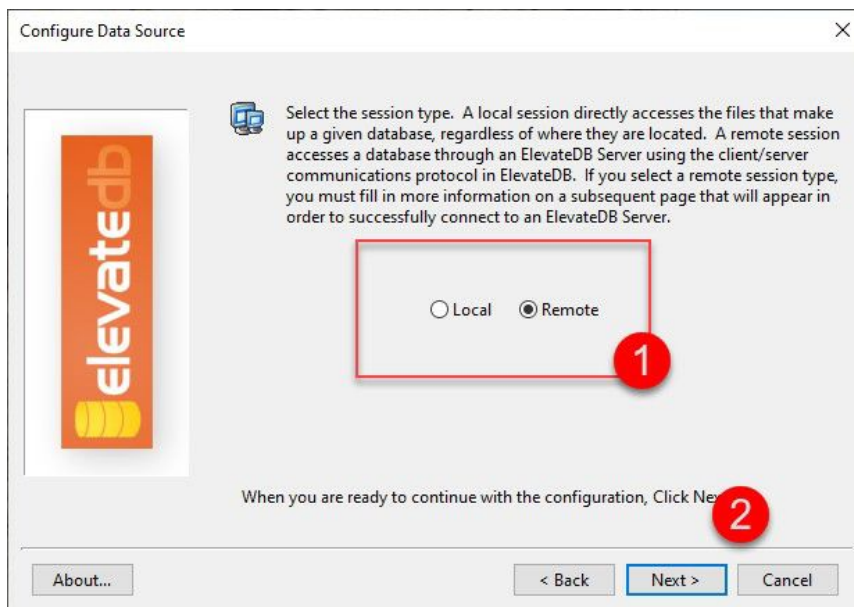 Configure Data Source
Select the session type. A local session directly accesses the files that make
up a given database, regardless of where they are located. A remote session
accesses a database through an ElevateDB Server using the client/server
communications protocol in ElevateDB. If you select a remote session type,
you must fill in more information on a subsequent page that will appear in
order to successfully connect to an ElevateDB Server.
elevatedb
Local Remote
1
When you are ready to continue with the configuration, Click
2
About... < Back Next > Cancel